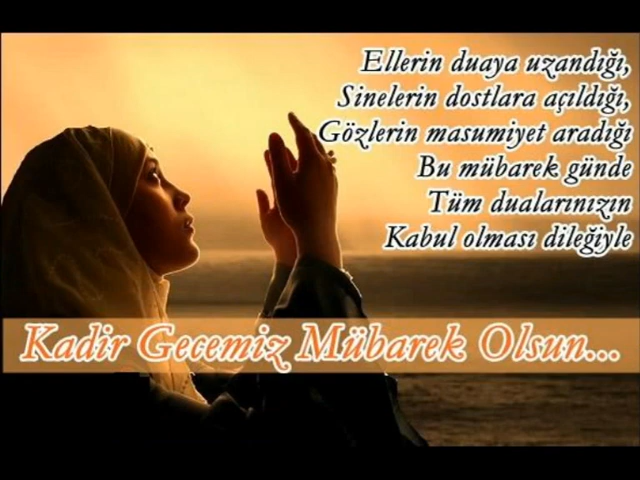 Ellerin duaya uzandığı,
Sinelerin dostlara açıldığı,
Gözlerin masumiyet aradığı
Bu mübarek günde
Tüm dualarınızın
Kabul olması dileğiyle
Kadir Gecemiz Mübarek Olsun...